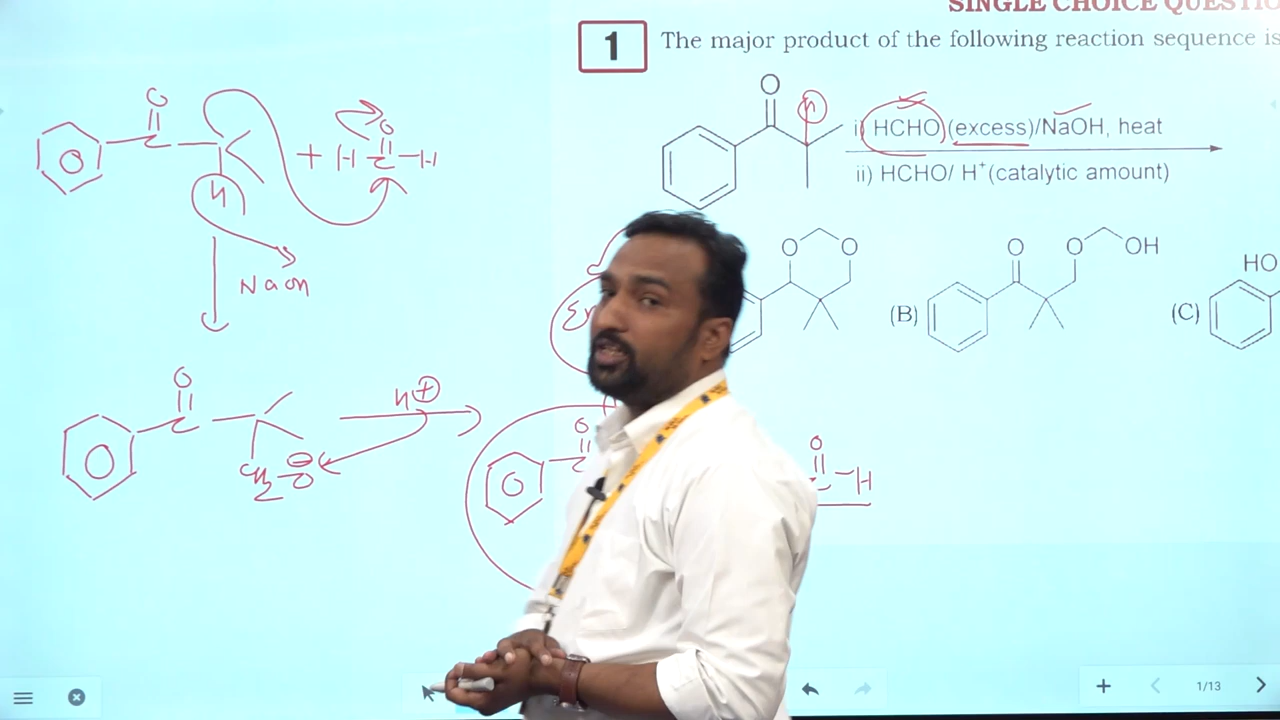 SINGLE CHOICE QUESTIO
1 The major product of the following reaction sequence is
O
i) HCHO (excess)/NaOH, heat
ii) HCHO/ H⁺(catalytic amount)
O O
(B) O O OH
(C) HO
O
C
H
+ H O C H
NaOH
O
C
CH2 O⊖
H⊕
O
C
O
C H
1/13